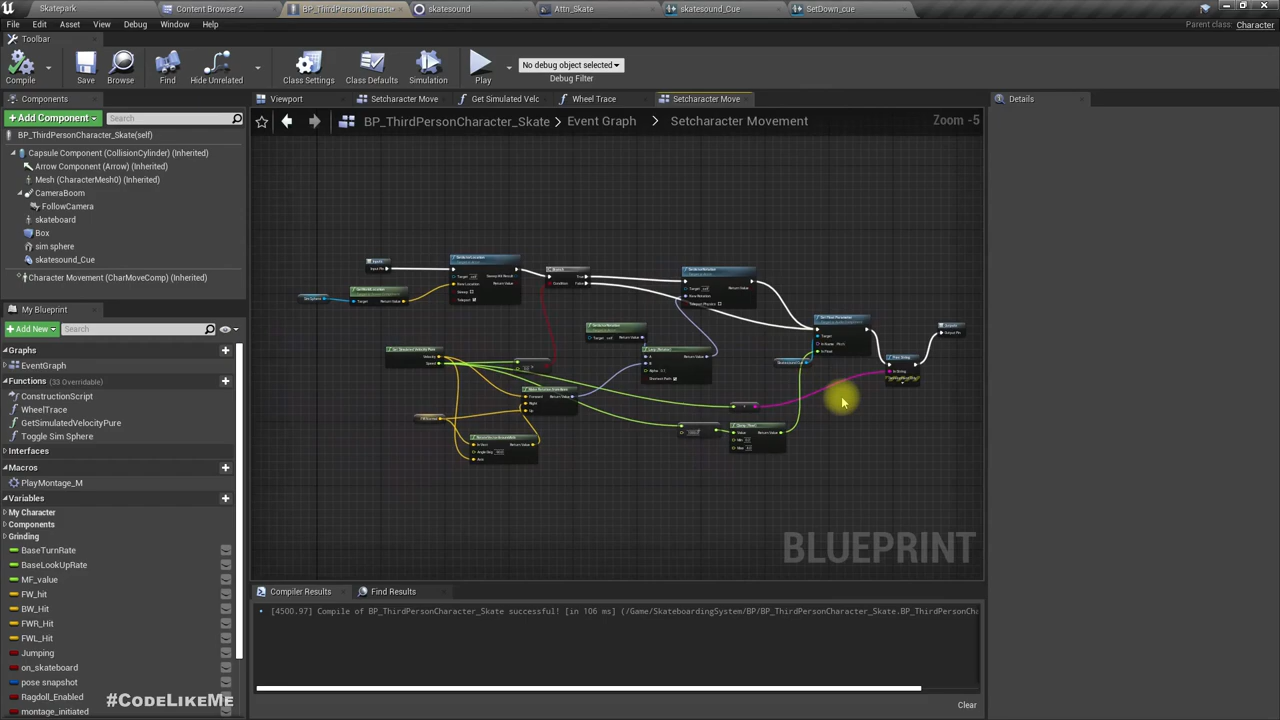 Skatepark
Content Browser 2
BP_ThirdPersonCharacter
skatesound
Attn_Skate
skatesound_Cue
SetDown_cue
File
Edit
Asset
View
Debug
Window
Help
Parent class: Character
Toolbar
Compile
Save
Browse
Find
Hide Unrelated
Class Settings
Class Defaults
Simulation
Play
No debug object selected
Debug Filter
Components
Viewport
Setcharacter Move
Get Simulated Velc
Wheel Trace
Setcharacter Move
Details
+ Add Component
Search
BP_ThirdPersonCharacter_Skate
Event Graph
Setcharacter Movement
Zoom -5
BP_ThirdPersonCharacter_Skate(self)
Capsule Component (CollisionCylinder) (Inherited)
Arrow Component (Arrow) (Inherited)
Mesh (CharacterMesh0) (Inherited)
CameraBoom
FollowCamera
skateboard
Box
sim sphere
skatesound_Cue
Character Movement (CharMoveComp) (Inherited)
My Blueprint
+ Add New
Search
Graphs
EventGraph
Functions (33 Overridable)
ConstructionScript
WheelTrace
GetSimulatedVelocityPure
Toggle Sim Sphere
Interfaces
Macros
PlayMontage_M
Variables
My Character
Components
Grinding
BaseTurnRate
BaseLookUpRate
MF_value
FW_hit
BW_Hit
FWR_Hit
FWL_Hit
Jumping
on_skateboard
pose snapshot
Ragdoll_Enabled
montage_initiated
BLUEPRINT
Compiler Results
Find Results
[4500.97] Compile of BP_ThirdPersonCharacter_Skate successful! [in 106 ms] (/Game/SkateboardingSystem/BP/BP_ThirdPersonCharacter_Skate.BP_ThirdPersonCha
Clear
#CodeLikeMe